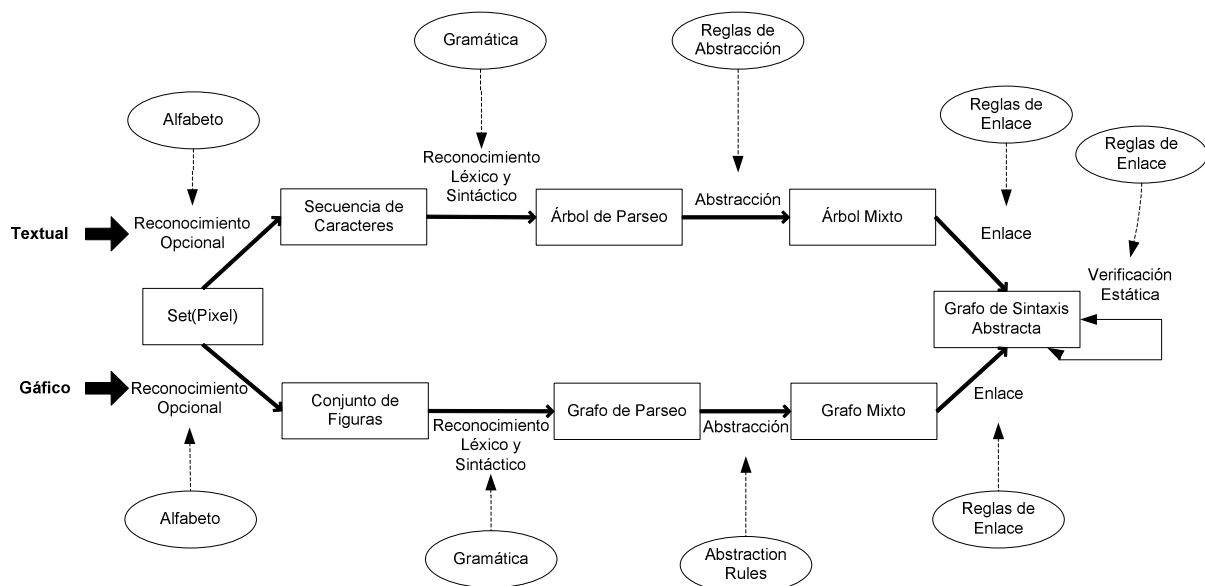 Gramática
Reglas de
Abstracción
Alfabeto
Reglas de
Enlace
Reglas de
Enlace
Reconocimiento
Léxico y
Sintáctico
Textual
Reconocimiento
Opcional
Secuencia de
Caracteres
Árbol de Parseo
Abstracción
Árbol Mixto
Enlace
Verificación
Estática
Set(Pixel)
Grafo de Sintaxis
Abstracta
Gáfico
Reconocimiento
Opcional
Conjunto de
Figuras
Reconocimiento
Léxico y
Sintáctico
Grafo de Parseo
Abstracción
Grafo Mixto
Enlace
Alfabeto
Gramática
Abstraction
Rules
Reglas de
Enlace